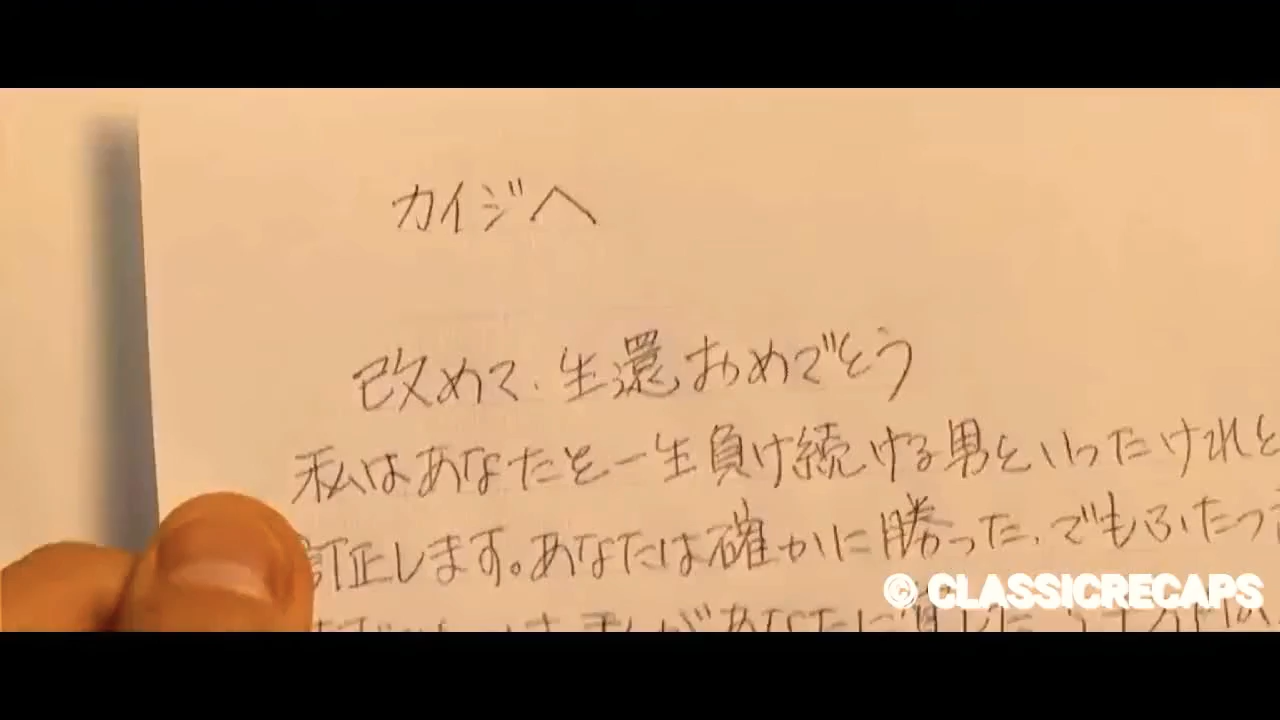 カイジへ
改めて、生還おめでとう
私はあなたを一生負け続ける男といったけれど
訂正します。あなたは確かに勝った、でもふたつ
© CLASSICRECAPS